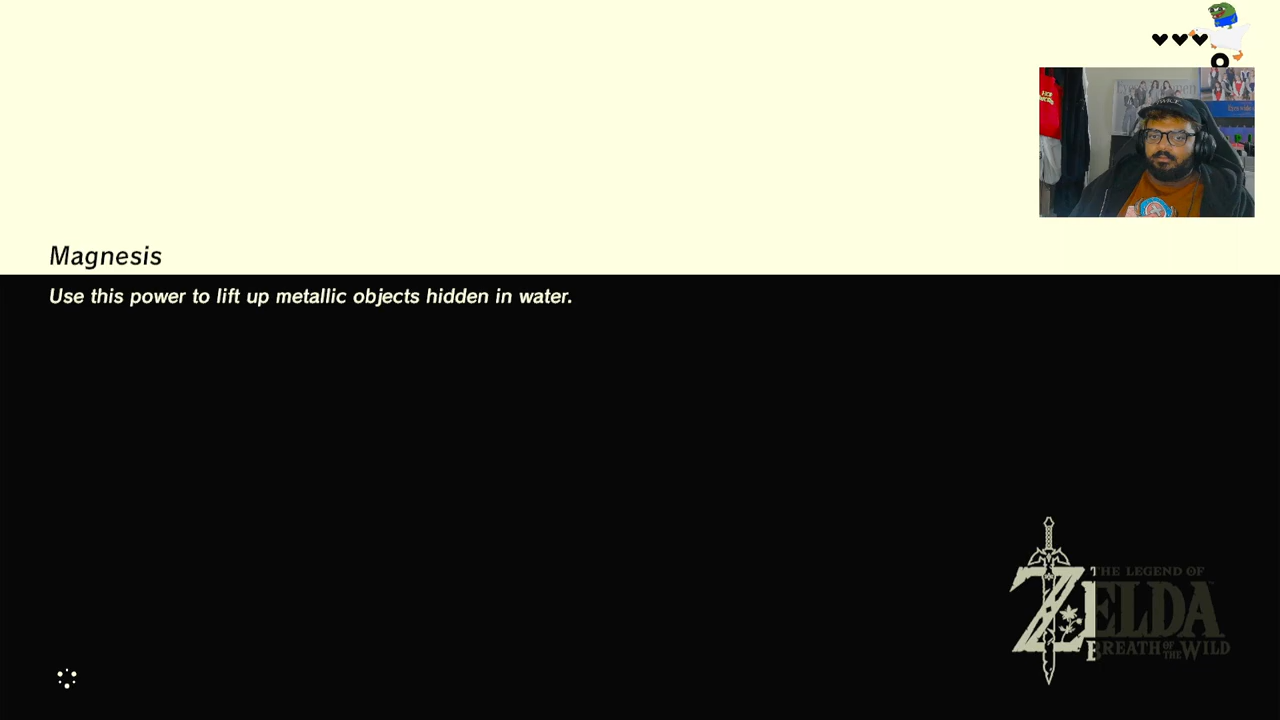 Magnesis
Use this power to lift up metallic objects hidden in water.
THE LEGEND OF
ZELDA
BREATH OF THE WILD